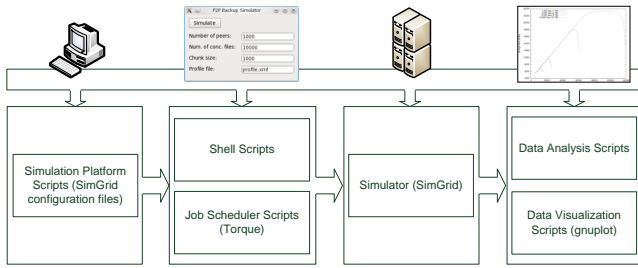 P2P Backup Simulator
Simulate
Number of peers: 1000
Num. of conc. files: 10000
Chunk size: 1000
Profile file: profile.xml
Simulation Platform
Scripts (SimGrid
configuration files)
Shell Scripts
Job Scheduler Scripts
(Torque)
Simulator (SimGrid)
Data Analysis Scripts
Data Visualization
Scripts (gnuplot)